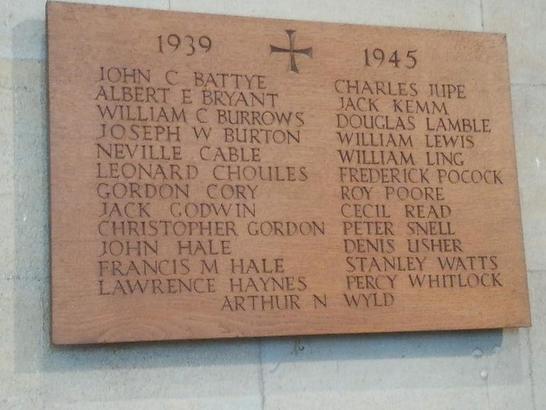 1939 1945
JOHN C BATTYE
ALBERT E BRYANT
WILLIAM C BURROWS
JOSEPH W BURTON
NEVILLE CABLE
LEONARD CHOULES
GORDON CORY
JACK GODWIN
CHRISTOPHER GORDON
JOHN HALE
FRANCIS M HALE
LAWRENCE HAYNES
CHARLES JUPE
JACK KEMM
DOUGLAS LAMBLE
WILLIAM LEWIS
WILLIAM LING
FREDERICK POCOCK
ROY POORE
CECIL READ
PETER SNELL
DENIS USHER
STANLEY WATTS
PERCY WHITLOCK
ARTHUR N WYLD